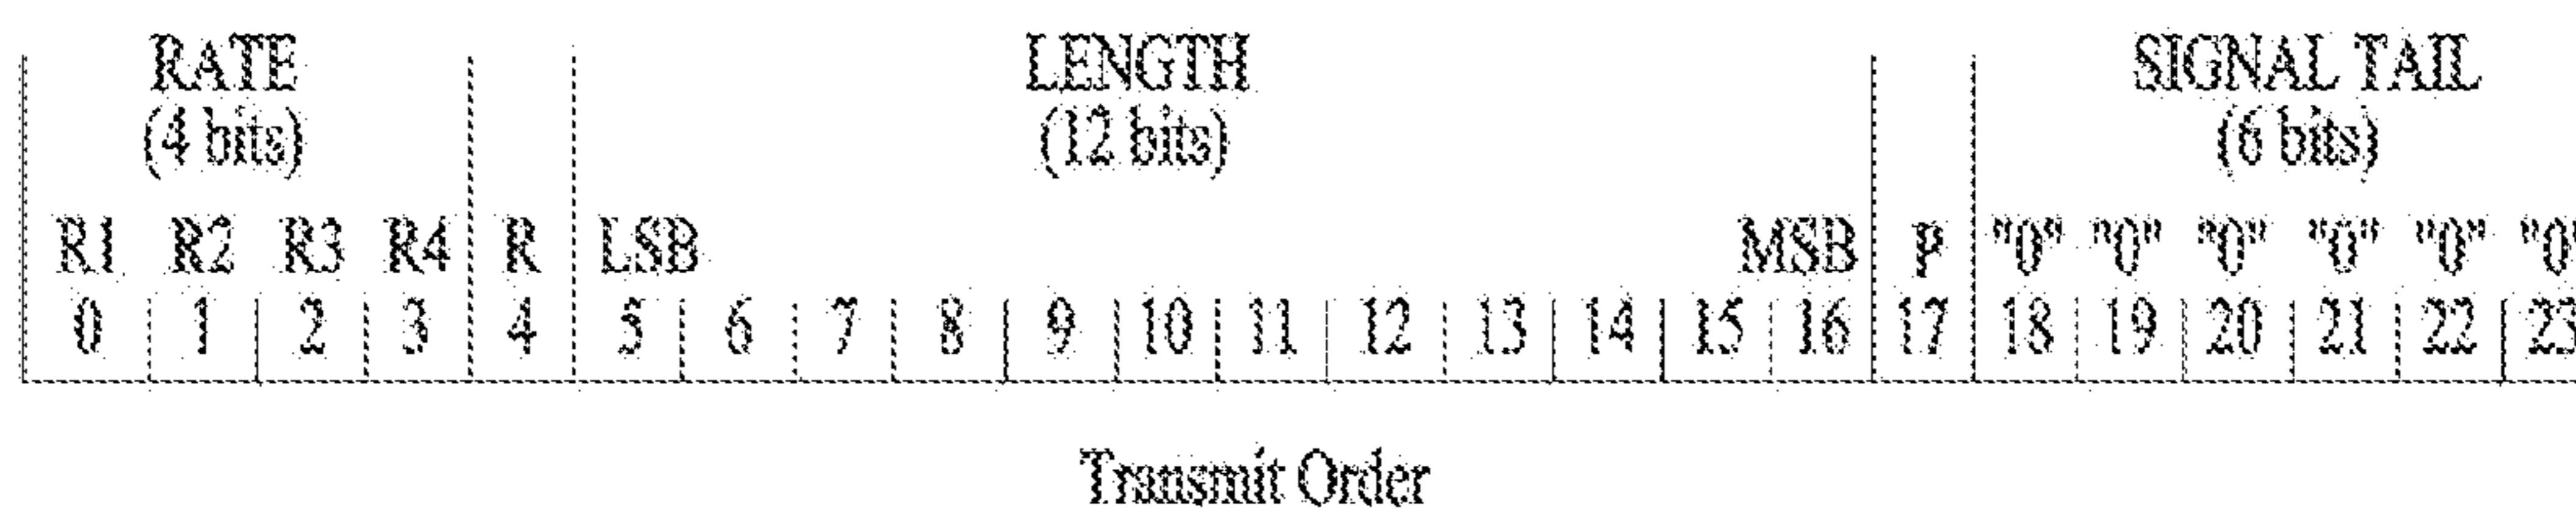 RATE LENGTH SIGNAL TAIL
(4 bits) (12 bits) (6 bits)
R1 R2 R3 R4 R LSB MSB P "0" "0" "0" "0" "0" "0"
0 1 2 3 4 5 6 7 8 9 10 11 12 13 14 15 16 17 18 19 20 21 22 23
Transmit Order